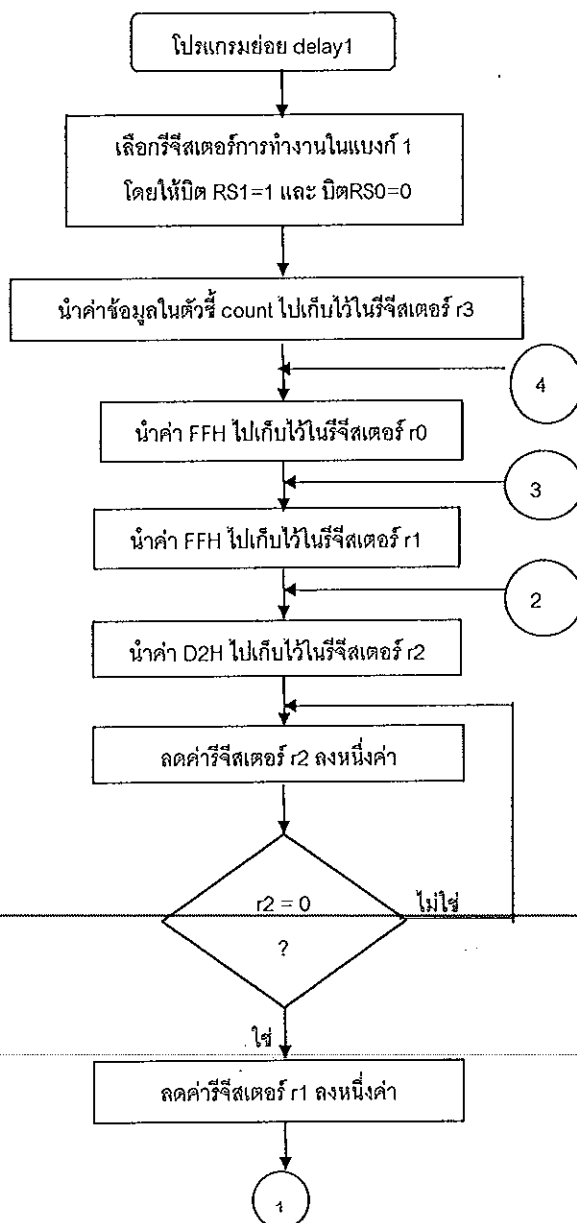 โปรแกรมย่อย delay1
เลือกรีจีสเตอร์การทำงานในแบงก์ 1
โดยให้บิต RS1=1 และ บิตRS0=0
นำค่าข้อมูลในตัวชี้ count ไปเก็บไว้ในรีจีสเตอร์ r3
4
นำค่า FFH ไปเก็บไว้ในรีจีสเตอร์ r0
3
นำค่า FFH ไปเก็บไว้ในรีจีสเตอร์ r1
2
นำค่า D2H ไปเก็บไว้ในรีจีสเตอร์ r2
ลดค่ารีจีสเตอร์ r2 ลงหนึ่งค่า
r2 = 0
ไม่ใช่
?
ใช่
ลดค่ารีจีสเตอร์ r1 ลงหนึ่งค่า
1